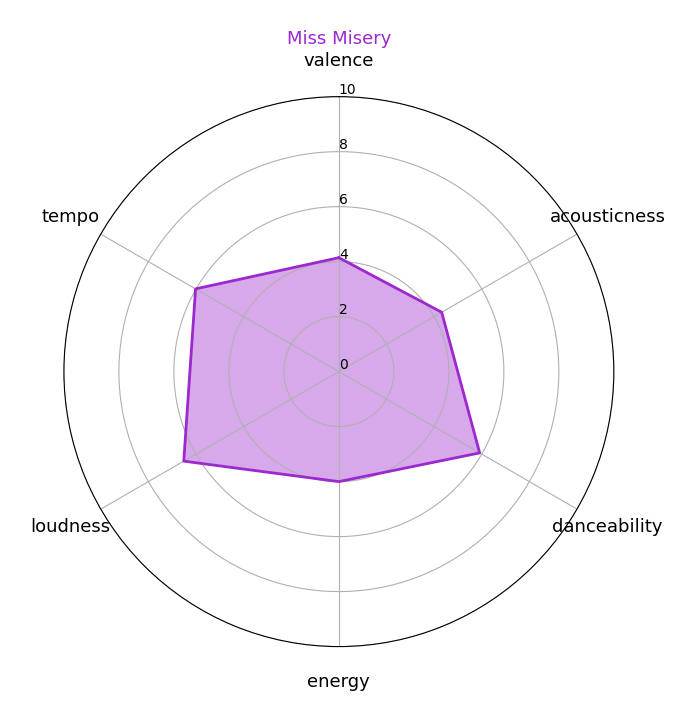 Miss Misery
valence
10
8
6
4
2
0
tempo
acousticness
loudness
danceability
energy